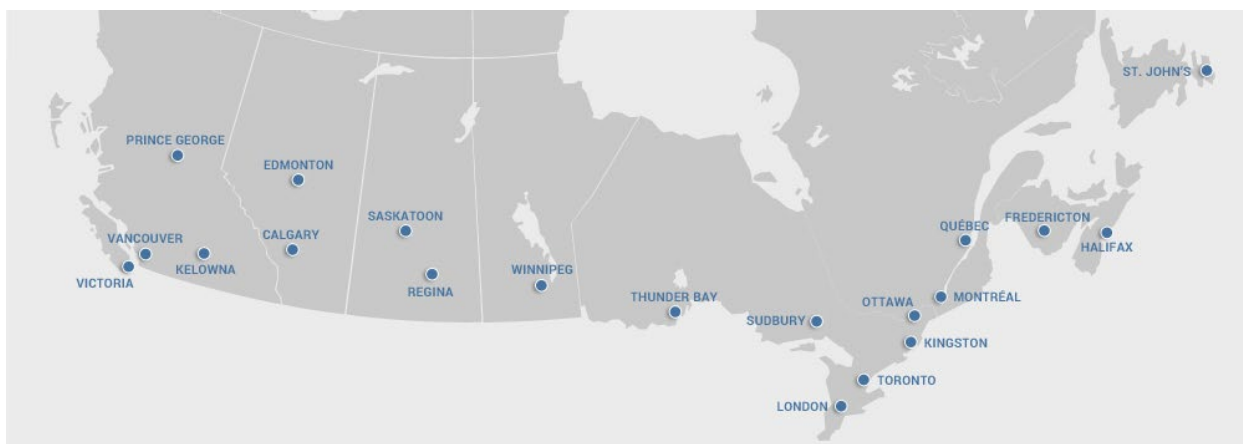 ST. JOHN'S
PRINCE GEORGE
EDMONTON
SASKATOON
FREDERICTON
QUÉBEC
CALGARY
VANCOUVER
HALIFAX
KELOWNA
WINNIPEG
VICTORIA
REGINA
THUNDER BAY
MONTRÉAL
OTTAWA
SUDBURY
KINGSTON
TORONTO
LONDON